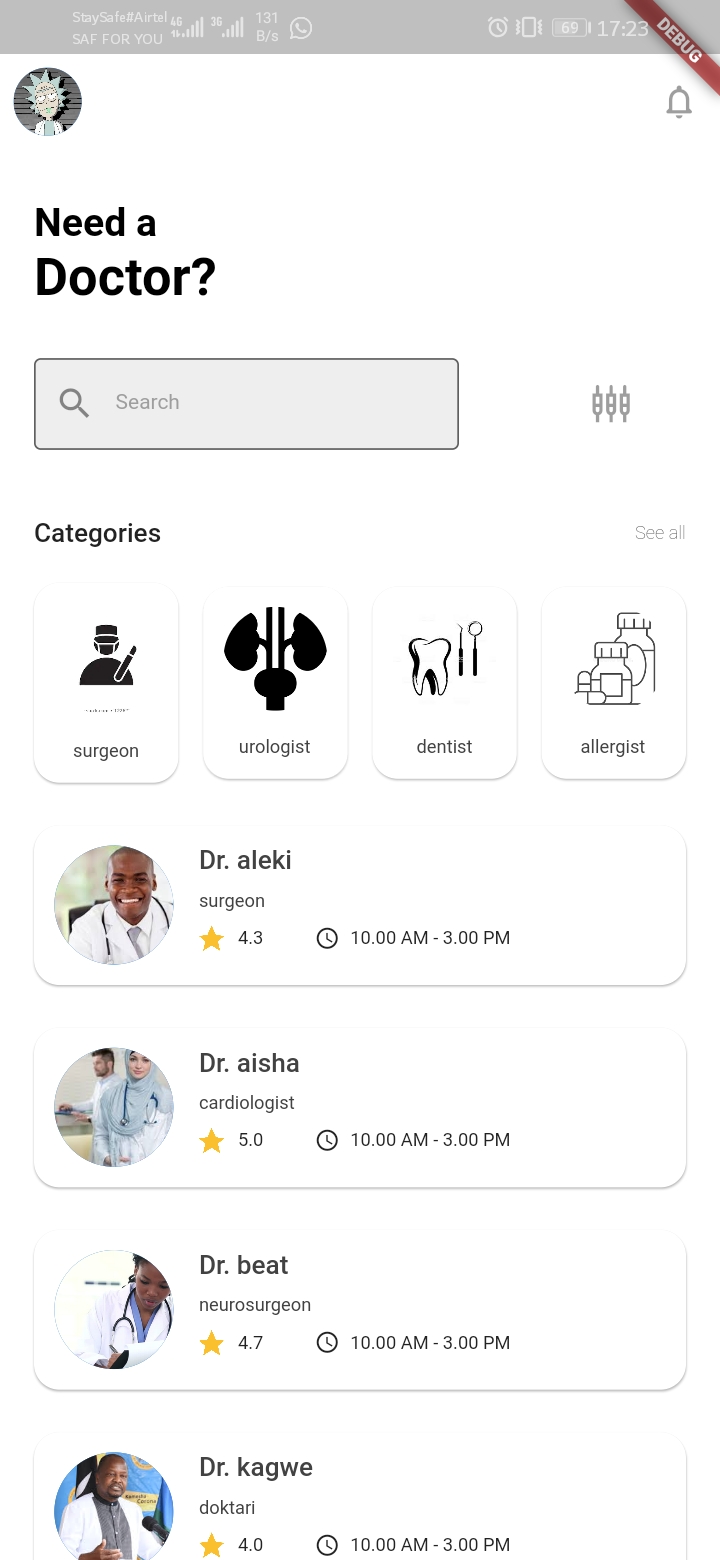 StaySafe#Airtel 4G 3G 131 B/s 69 17:23
SAF FOR YOU
DEBUG
Need a
Doctor?
Search
Categories
See all
surgeon
urologist
dentist
allergist
Dr. aleki
surgeon
4.3 10.00 AM - 3.00 PM
Dr. aisha
cardiologist
5.0 10.00 AM - 3.00 PM
Dr. beat
neurosurgeon
4.7 10.00 AM - 3.00 PM
Dr. kagwe
doktari
4.0 10.00 AM - 3.00 PM